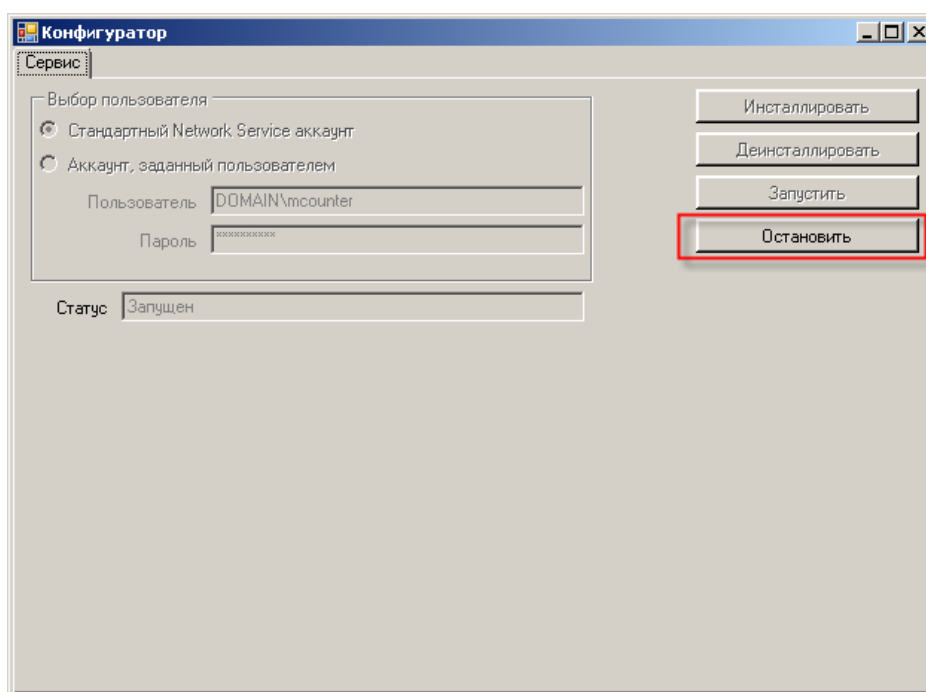 Конфигуратор
Сервис
Выбор пользователя
Стандартный Network Service аккаунт
Аккаунт, заданный пользователем
Пользователь DOMAIN\mcounter
Пароль **********
Статус Запущен
Инсталлировать
Деинсталлировать
Запустить
Остановить